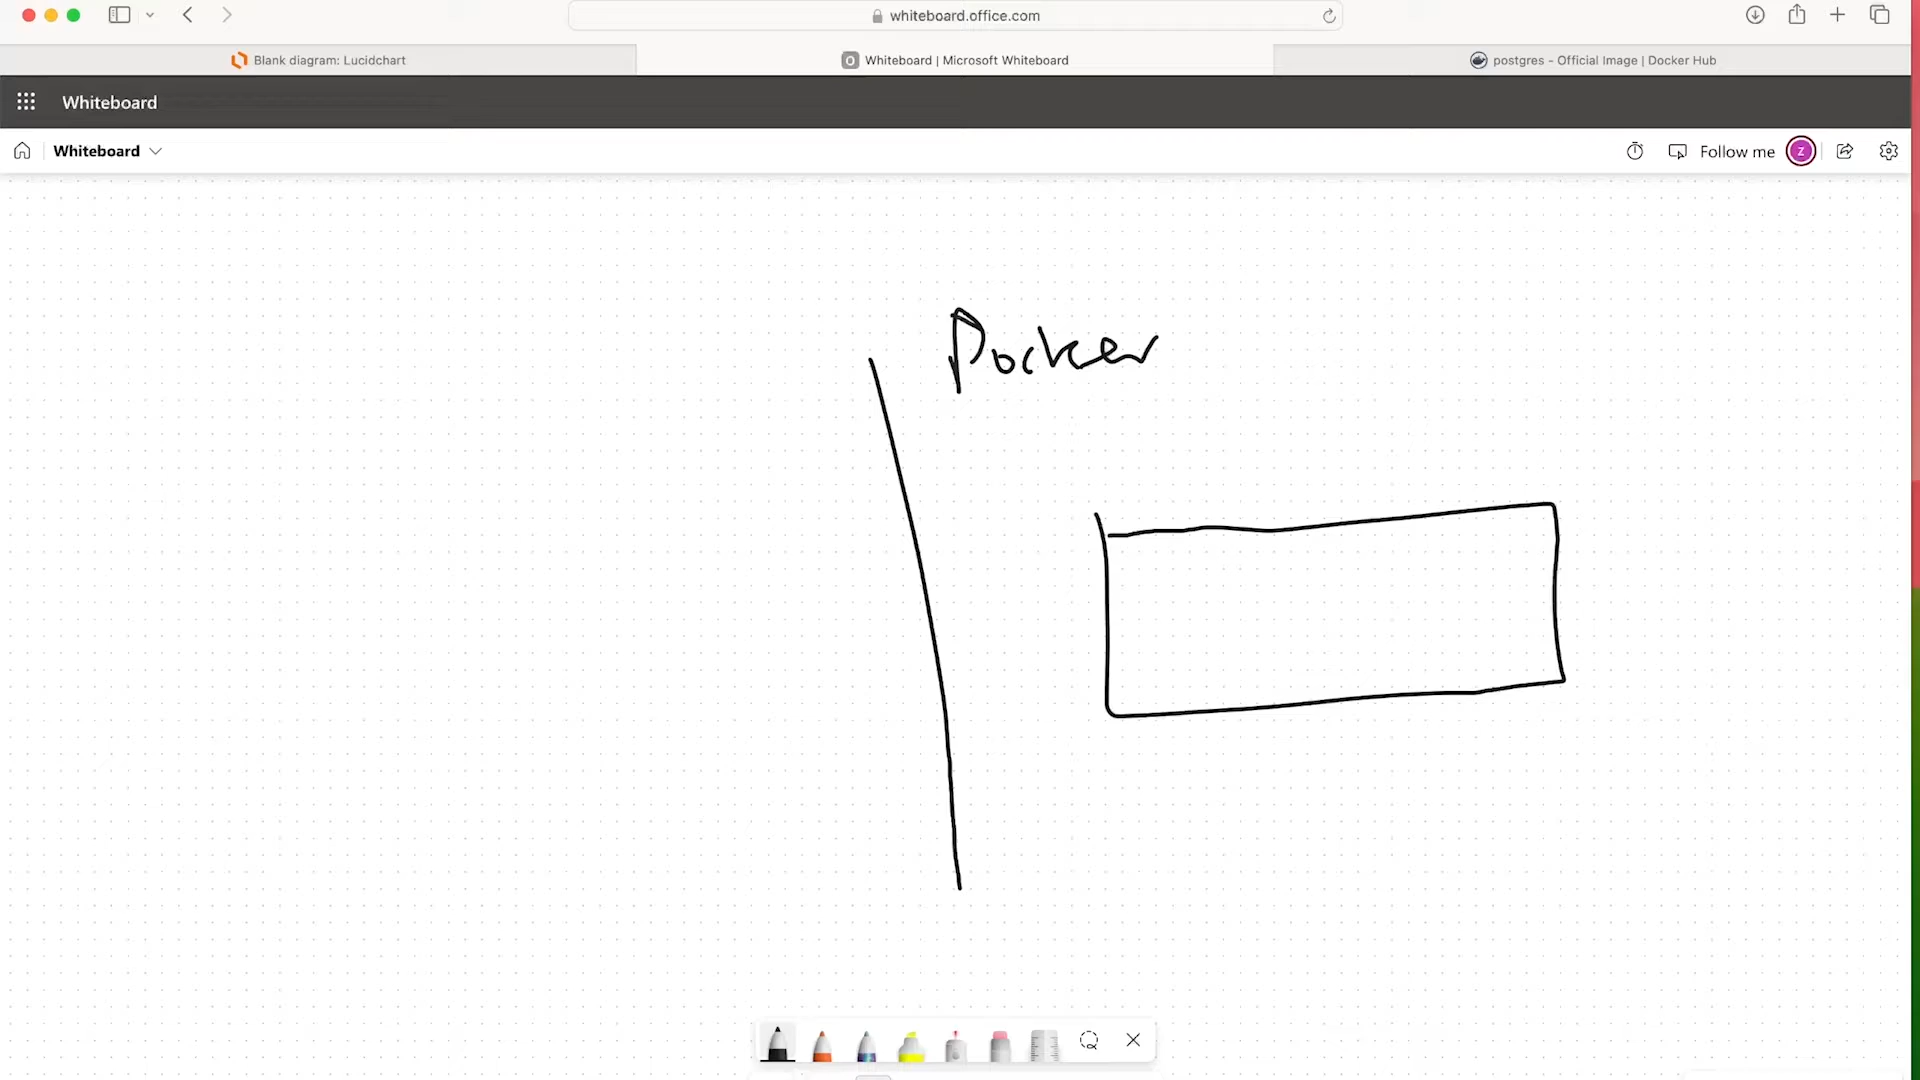 whiteboard.office.com
Blank diagram: Lucidchart
Whiteboard | Microsoft Whiteboard
postgres - Official Image | Docker Hub
Whiteboard
Whiteboard
Follow me
Z
Docker